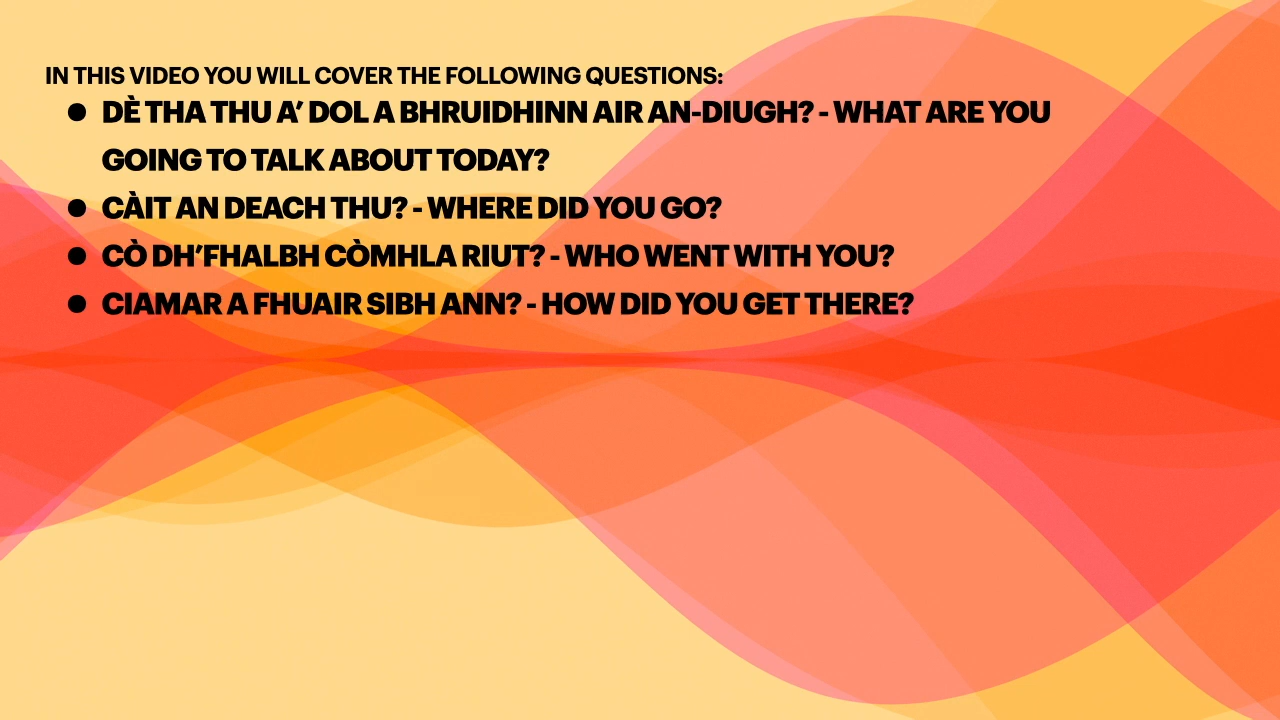 IN THIS VIDEO YOU WILL COVER THE FOLLOWING QUESTIONS:
● DÈ THA THU A’ DOL A BHRUIDHINN AIR AN-DIUGH? - WHAT ARE YOU
GOING TO TALK ABOUT TODAY?
● CÀIT AN DEACH THU? - WHERE DID YOU GO?
● CÒ DH’FHALBH CÒMHLA RIUT? - WHO WENT WITH YOU?
● CIAMAR A FHUAIR SIBH ANN? - HOW DID YOU GET THERE?